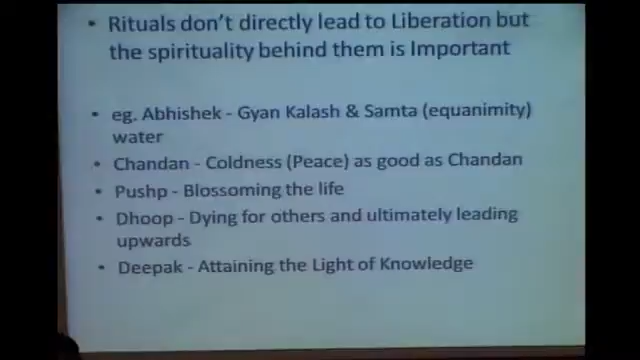 • Rituals don't directly lead to Liberation but
the spirituality behind them is Important
• eg. Abhishek - Gyan Kalash & Samta (equanimity)
water
• Chandan - Coldness (Peace) as good as Chandan
• Pushp - Blossoming the life
• Dhoop - Dying for others and ultimately leading
upwards
• Deepak - Attaining the Light of Knowledge